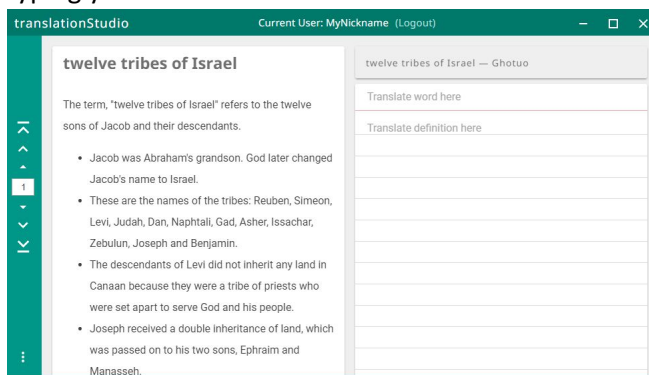 translationStudio Current User: MyNickname (Logout)
twelve tribes of Israel
The term, "twelve tribes of Israel" refers to the twelve
sons of Jacob and their descendants.
• Jacob was Abraham's grandson. God later changed
Jacob's name to Israel.
• These are the names of the tribes: Reuben, Simeon,
Levi, Judah, Dan, Naphtali, Gad, Asher, Issachar,
Zebulun, Joseph and Benjamin.
• The descendants of Levi did not inherit any land in
Canaan because they were a tribe of priests who
were set apart to serve God and his people.
• Joseph received a double inheritance of land, which
was passed on to his two sons, Ephraim and
Manasseh.
twelve tribes of Israel — Ghotuo
Translate word here
Translate definition here
1